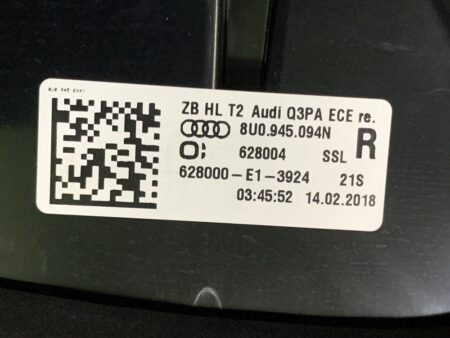 ZB HL T2 Audi Q3PA ECE re.
8U0.945.094N
628004 SSL R
628000-E1-3924 21S
03:45:52 14.02.2018